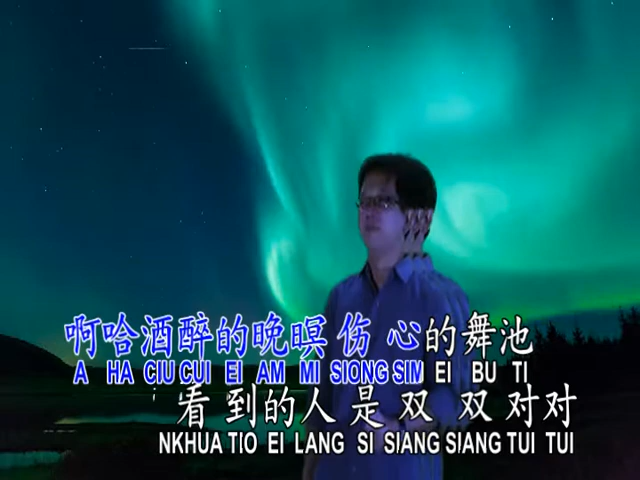 啊哈酒醉的晚暝 伤 心的舞池
A HA CIU CUI EI AM MI SIONG SIM EI BU TI
看 到 的 人 是 双 双 对 对
NKHUA TIO EI LANG SI SIANG SIANG TUI TUI